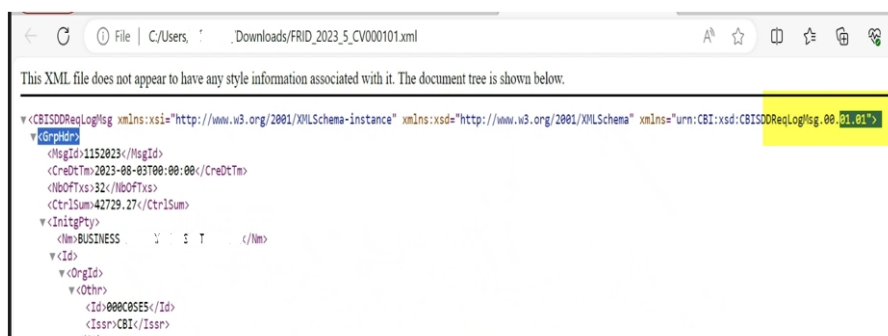 File | C:/Users, /Downloads/FRID_2023_5_CV000101.xml
This XML file does not appear to have any style information associated with it. The document tree is shown below.
▼<CBISDDReqLogMsg xmlns:xsi="http://www.w3.org/2001/XMLSchema-instance" xmlns:xsd="http://www.w3.org/2001/XMLSchema" xmlns="urn:CBI:xsd:CBISDDReqLogMsg.00.01.01">
▼<GrpHdr>
<MsgId>1152023</MsgId>
<CreDtTm>2023-08-03T00:00:00</CreDtTm>
<NbOfTxs>32</NbOfTxs>
<CtrlSum>42729.27</CtrlSum>
▼<InitgPty>
<Nm>BUSINESS </Nm>
▼<Id>
▼<OrgId>
▼<Othr>
<Id>000C0SE5</Id>
<Issr>CBI</Issr>